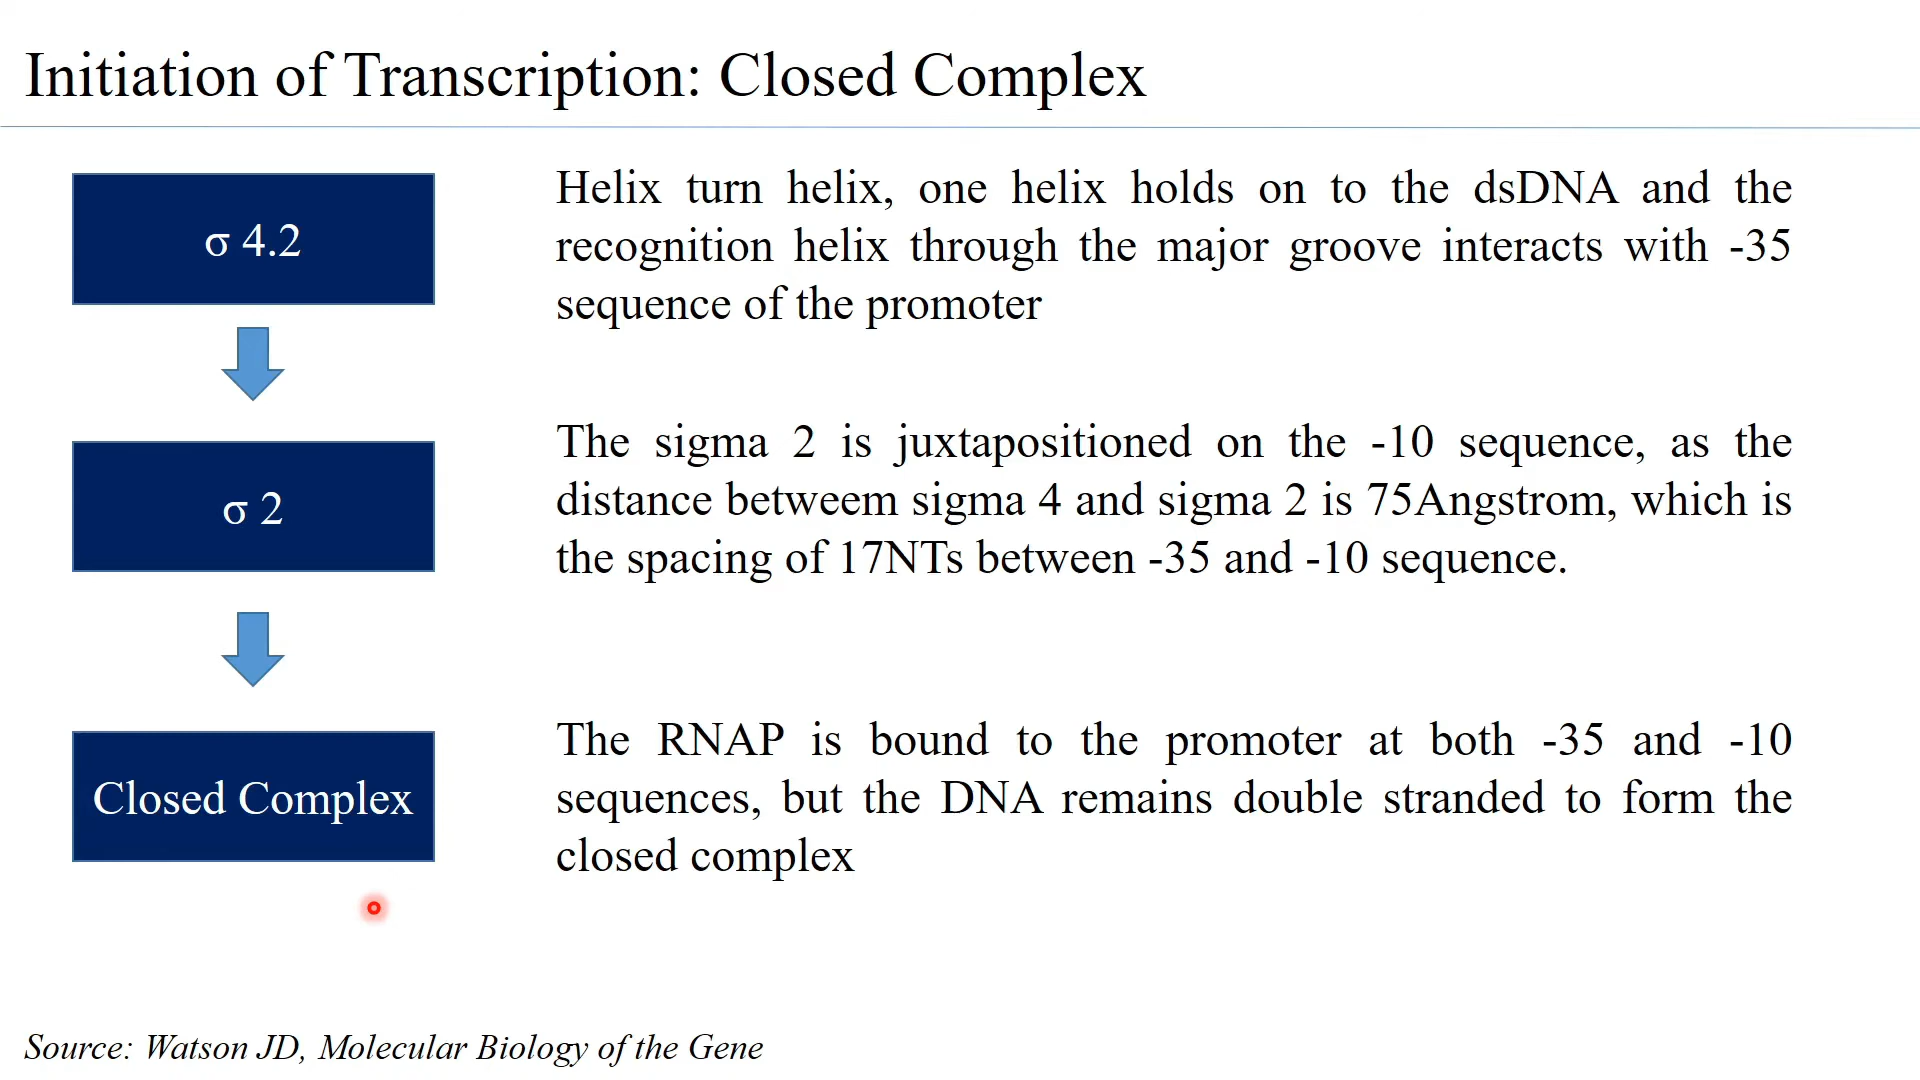 Initiation of Transcription: Closed Complex
σ 4.2
Helix turn helix, one helix holds on to the dsDNA and the
recognition helix through the major groove interacts with -35
sequence of the promoter
σ 2
The sigma 2 is juxtapositioned on the -10 sequence, as the
distance betweem sigma 4 and sigma 2 is 75Angstrom, which is
the spacing of 17NTs between -35 and -10 sequence.
Closed Complex
The RNAP is bound to the promoter at both -35 and -10
sequences, but the DNA remains double stranded to form the
closed complex
Source: Watson JD, Molecular Biology of the Gene